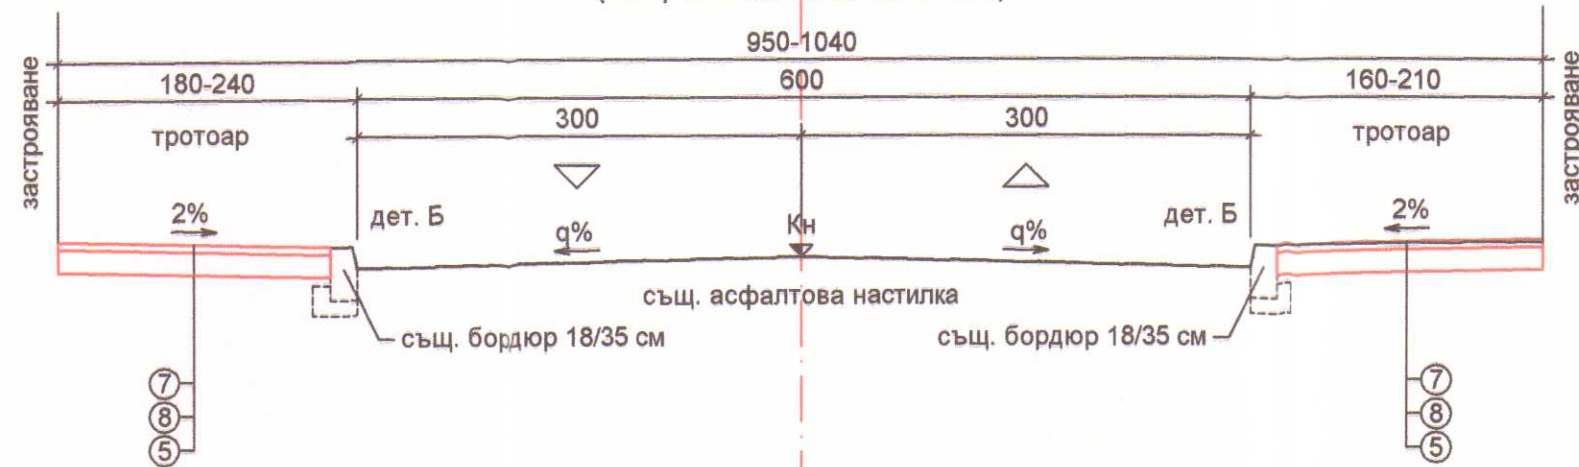 950-1040
180-240
600
160-210
300
300
застрояване
застрояване
тротоар
тротоар
2%
дет. Б
q%
Кн
q%
дет. Б
2%
същ. асфалтова настилка
същ. бордюр 18/35 см
същ. бордюр 18/35 см
7
8
5
7
8
5